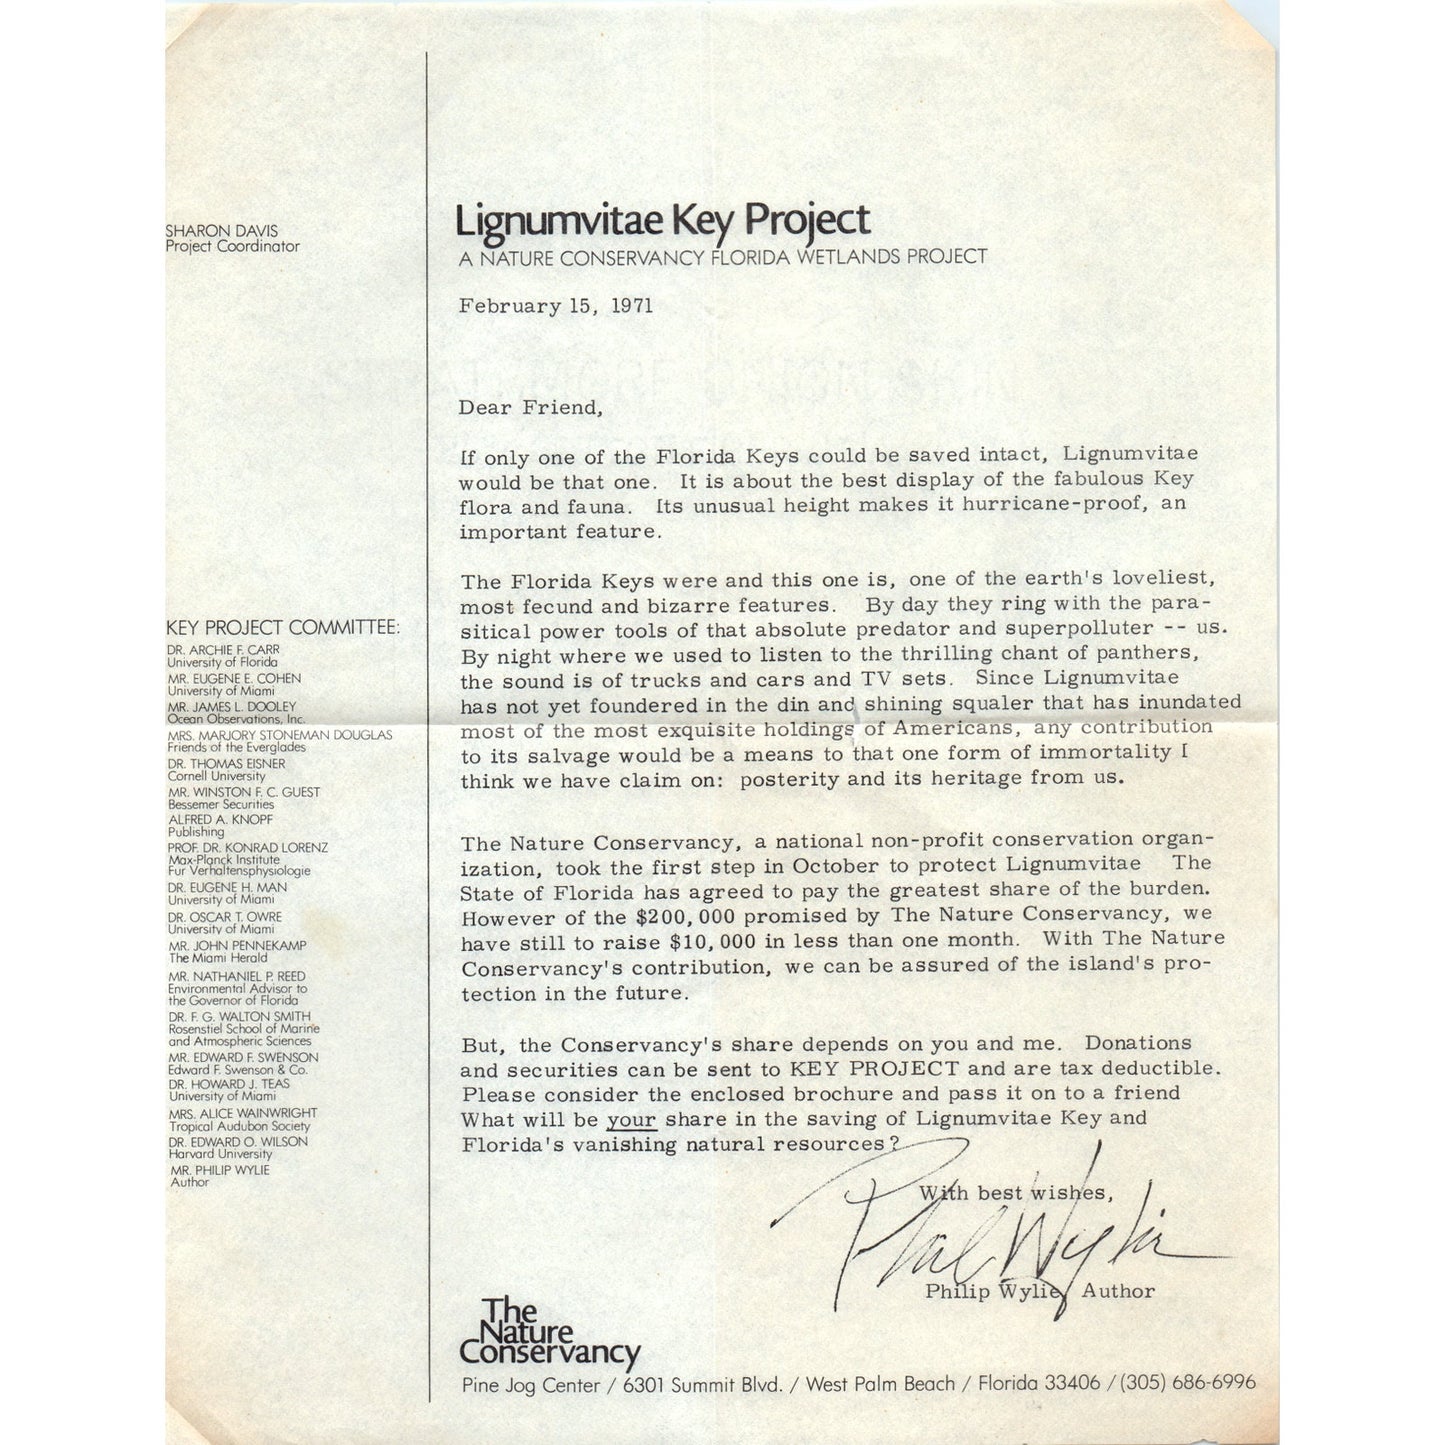 SHARON DAVIS
Project Coordinator
KEY PROJECT COMMITTEE:
DR. ARCHIE F. CARR
University of Florida
MR. EUGENE E. COHEN
University of Miami
MR. JAMES L. DOOLEY
Ocean Observations, Inc.
MRS. MARJORY STONEMAN DOUGLAS
Friends of the Everglades
DR. THOMAS EISNER
Cornell University
MR. WINSTON F. C. GUEST
Bessemer Securities
ALFRED A. KNOPF
Publishing
PROF. DR. KONRAD LORENZ
Max-Planck Institute
Fur Verhaltensphysiologie
DR. EUGENE H. MAN
University of Miami
DR. OSCAR T. OWRE
University of Miami
MR. JOHN PENNEKAMP
The Miami Herald
MR. NATHANIEL P. REED
Environmental Advisor to
the Governor of Florida
DR. F. G. WALTON SMITH
Rosenstiel School of Marine
and Atmospheric Sciences
MR. EDWARD F. SWENSON
Edward F. Swenson & Co.
DR. HOWARD J. TEAS
University of Miami
MRS. ALICE WAINWRIGHT
Tropical Audubon Society
DR. EDWARD O. WILSON
Harvard University
MR. PHILIP WYLIE
Author
Lignumvitae Key Project
A NATURE CONSERVANCY FLORIDA WETLANDS PROJECT
February 15, 1971
Dear Friend,
If only one of the Florida Keys could be saved intact, Lignumvitae
would be that one. It is about the best display of the fabulous Key
flora and fauna. Its unusual height makes it hurricane-proof, an
important feature.
The Florida Keys were and this one is, one of the earth's loveliest,
most fecund and bizarre features. By day they ring with the para-
sitical power tools of that absolute predator and superpolluter -- us.
By night where we used to listen to the thrilling chant of panthers,
the sound is of trucks and cars and TV sets. Since Lignumvitae
has not yet foundered in the din and shining squaler that has inundated
most of the most exquisite holdings of Americans, any contribution
to its salvage would be a means to that one form of immortality I
think we have claim on: posterity and its heritage from us.
The Nature Conservancy, a national non-profit conservation organ-
ization, took the first step in October to protect Lignumvitae The
State of Florida has agreed to pay the greatest share of the burden.
However of the $200,000 promised by The Nature Conservancy, we
have still to raise $10,000 in less than one month. With The Nature
Conservancy's contribution, we can be assured of the island's pro-
tection in the future.
But, the Conservancy's share depends on you and me. Donations
and securities can be sent to KEY PROJECT and are tax deductible.
Please consider the enclosed brochure and pass it on to a friend
What will be your share in the saving of Lignumvitae Key and
Florida's vanishing natural resources?
With best wishes,
Phil Wylie
Philip Wylie, Author
The
Nature
Conservancy
Pine Jog Center / 6301 Summit Blvd. / West Palm Beach / Florida 33406 / (305) 686-6996